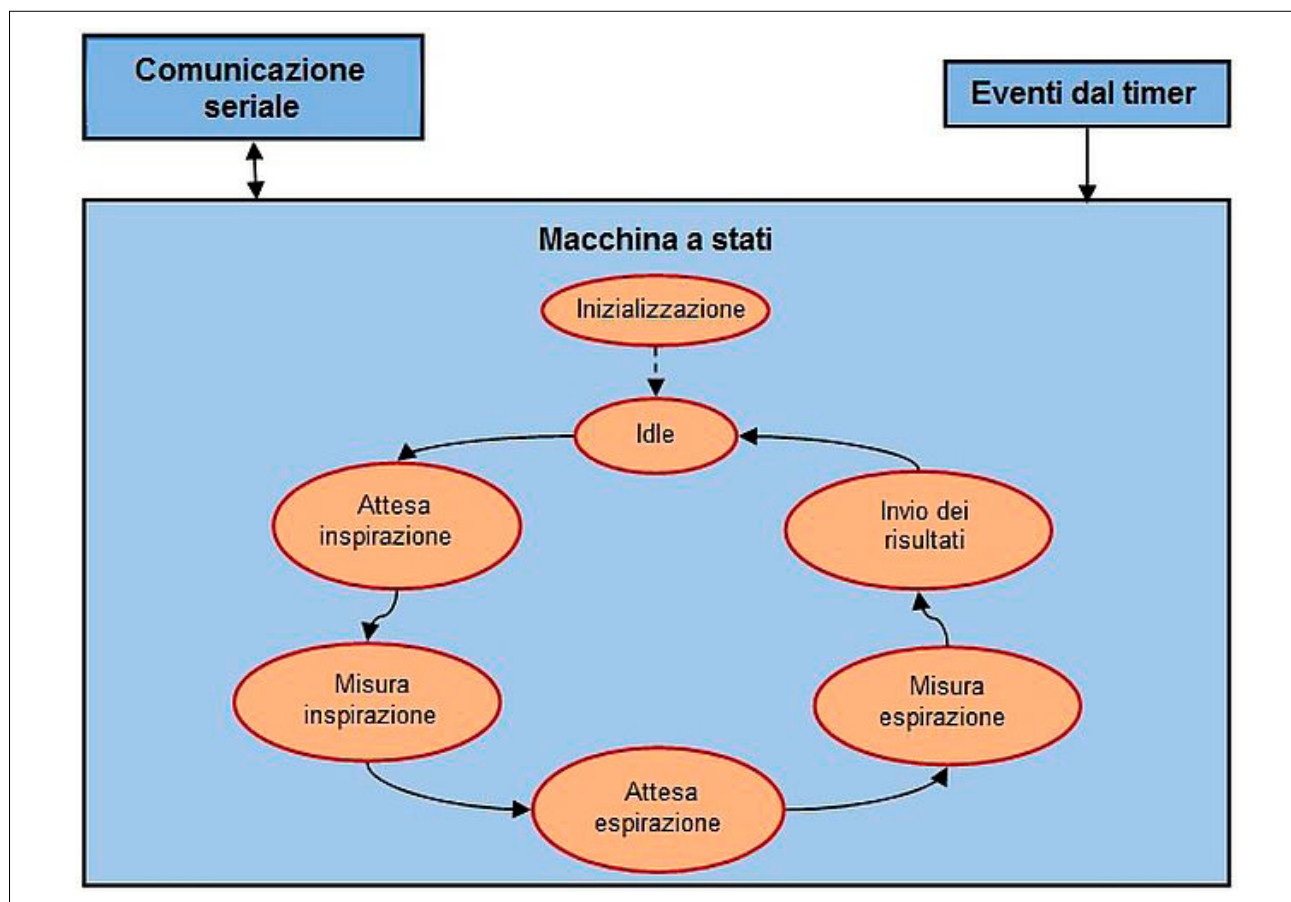 Comunicazione
seriale
Eventi dal timer
Macchina a stati
Inizializzazione
Idle
Attesa
inspirazione
Invio dei
risultati
Misura
inspirazione
Misura
espirazione
Attesa
espirazione